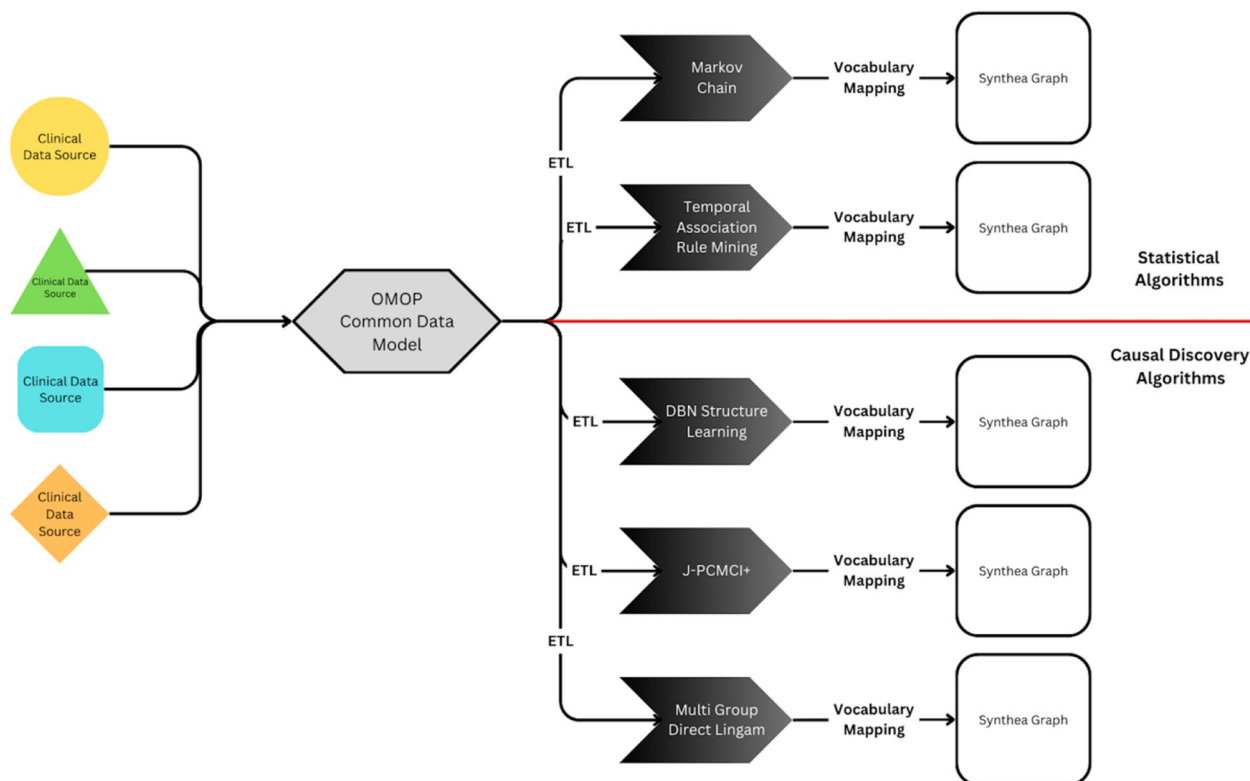 Clinical
Data Source
Clinical Data
Source
Clinical Data
Source
Clinical
Data
Source
OMOP
Common Data
Model
ETL
Markov
Chain
Vocabulary
Mapping
Synthea Graph
ETL
Temporal
Association
Rule Mining
Vocabulary
Mapping
Synthea Graph
Statistical
Algorithms
Causal Discovery
Algorithms
ETL
DBN Structure
Learning
Vocabulary
Mapping
Synthea Graph
ETL
J-PCMCI+
Vocabulary
Mapping
Synthea Graph
ETL
Multi Group
Direct Lingam
Vocabulary
Mapping
Synthea Graph